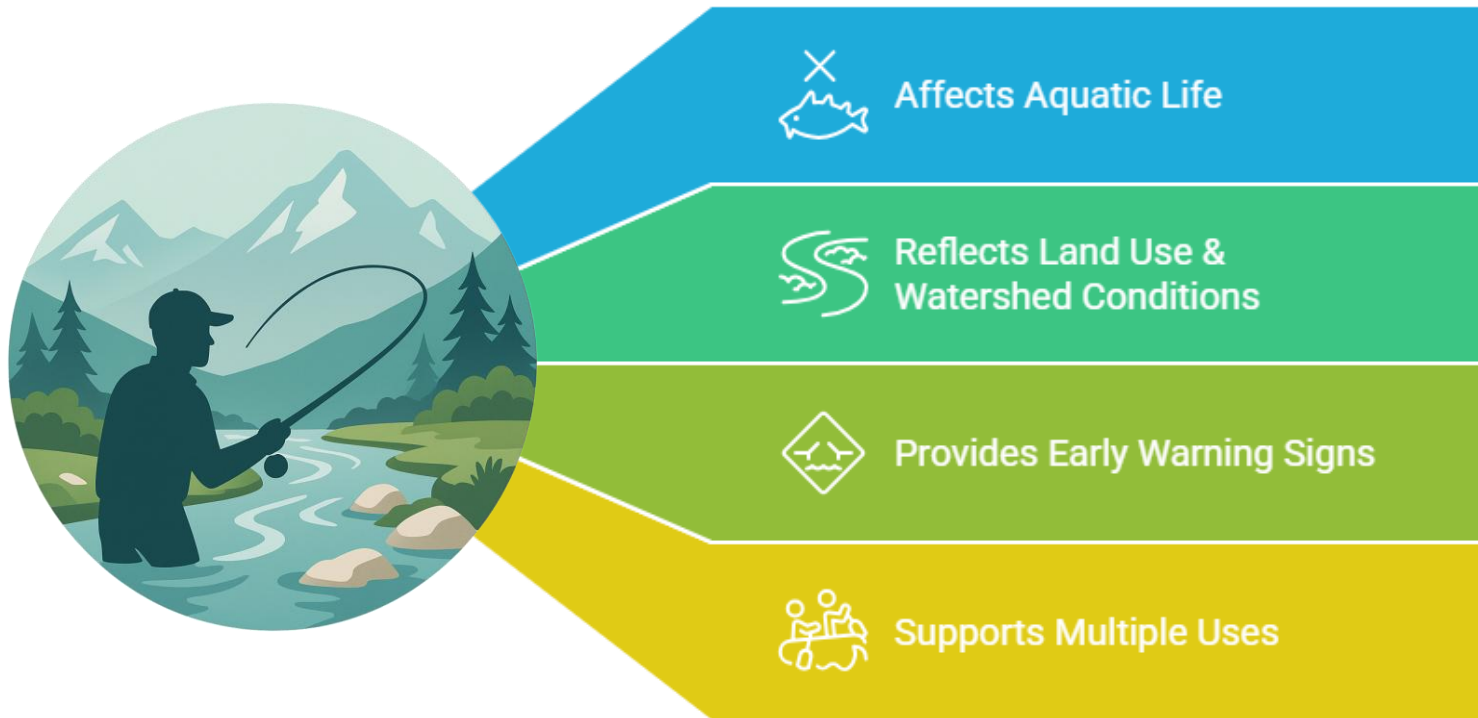 Affects Aquatic Life
Reflects Land Use &
Watershed Conditions
Provides Early Warning Signs
Supports Multiple Uses